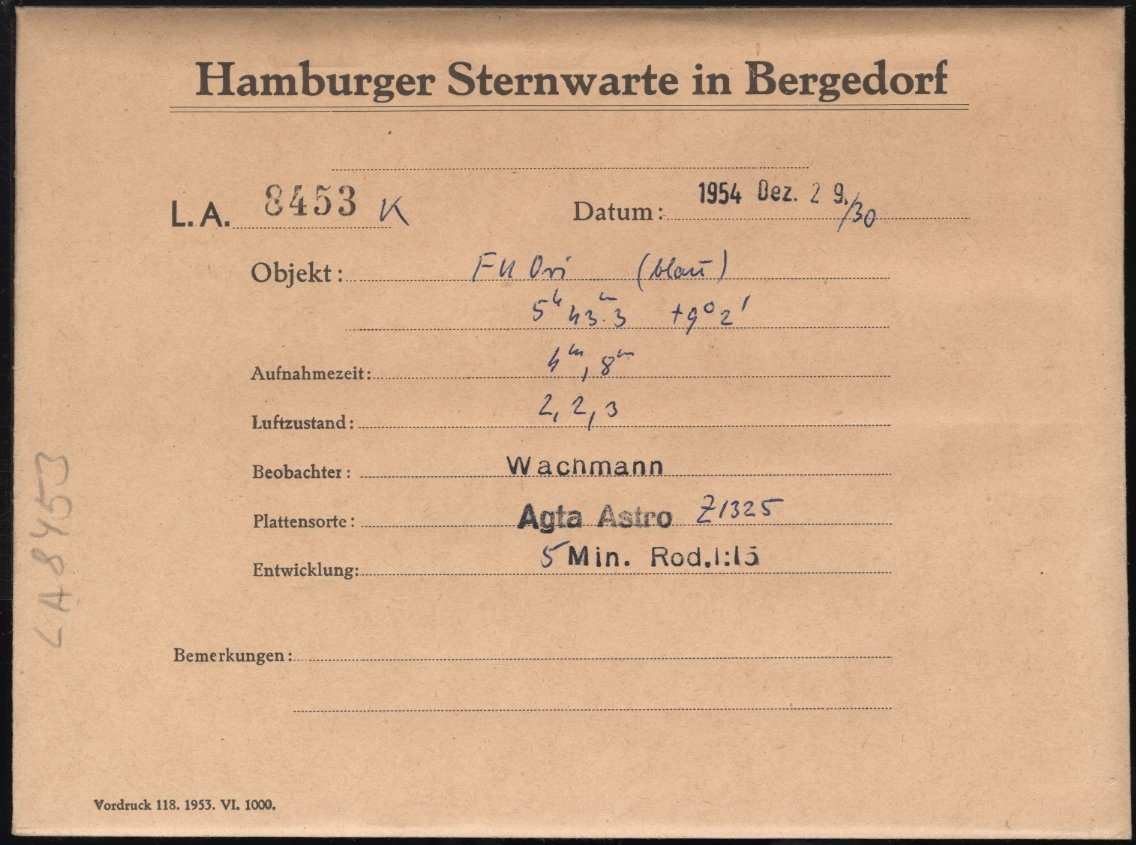 Hamburger Sternwarte in Bergedorf
L.A. 8453 K
Datum: 1954 Dez. 29./30
Objekt: FU Ori (blau)
5ʰ 43ᵐ.3 +9° 2'
Aufnahmezeit: 4ᵐ, 8ᵐ
Luftzustand: 2, 2, 3
Beobachter: Wachmann
Plattensorte: Agfa Astro Z1325
Entwicklung: 5 Min. Rod. 1:15
Bemerkungen:
Vordruck 118. 1953. VI. 1000.
LA 8453